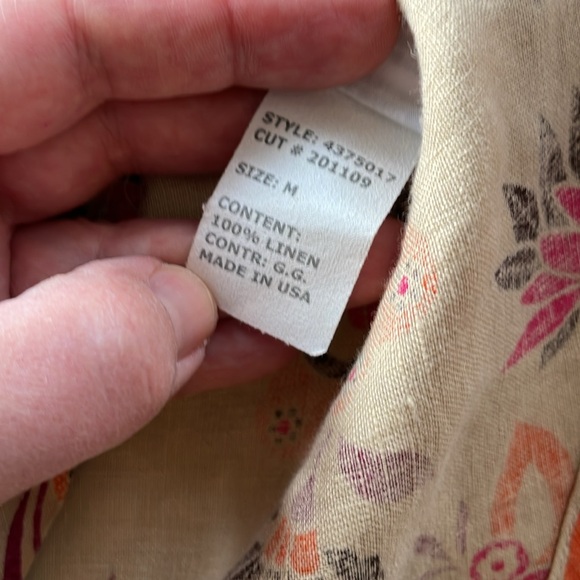 STYLE: 4375017
CUT # 201109
SIZE: M
CONTENT:
100% LINEN
CONTR: G.G.
MADE IN USA